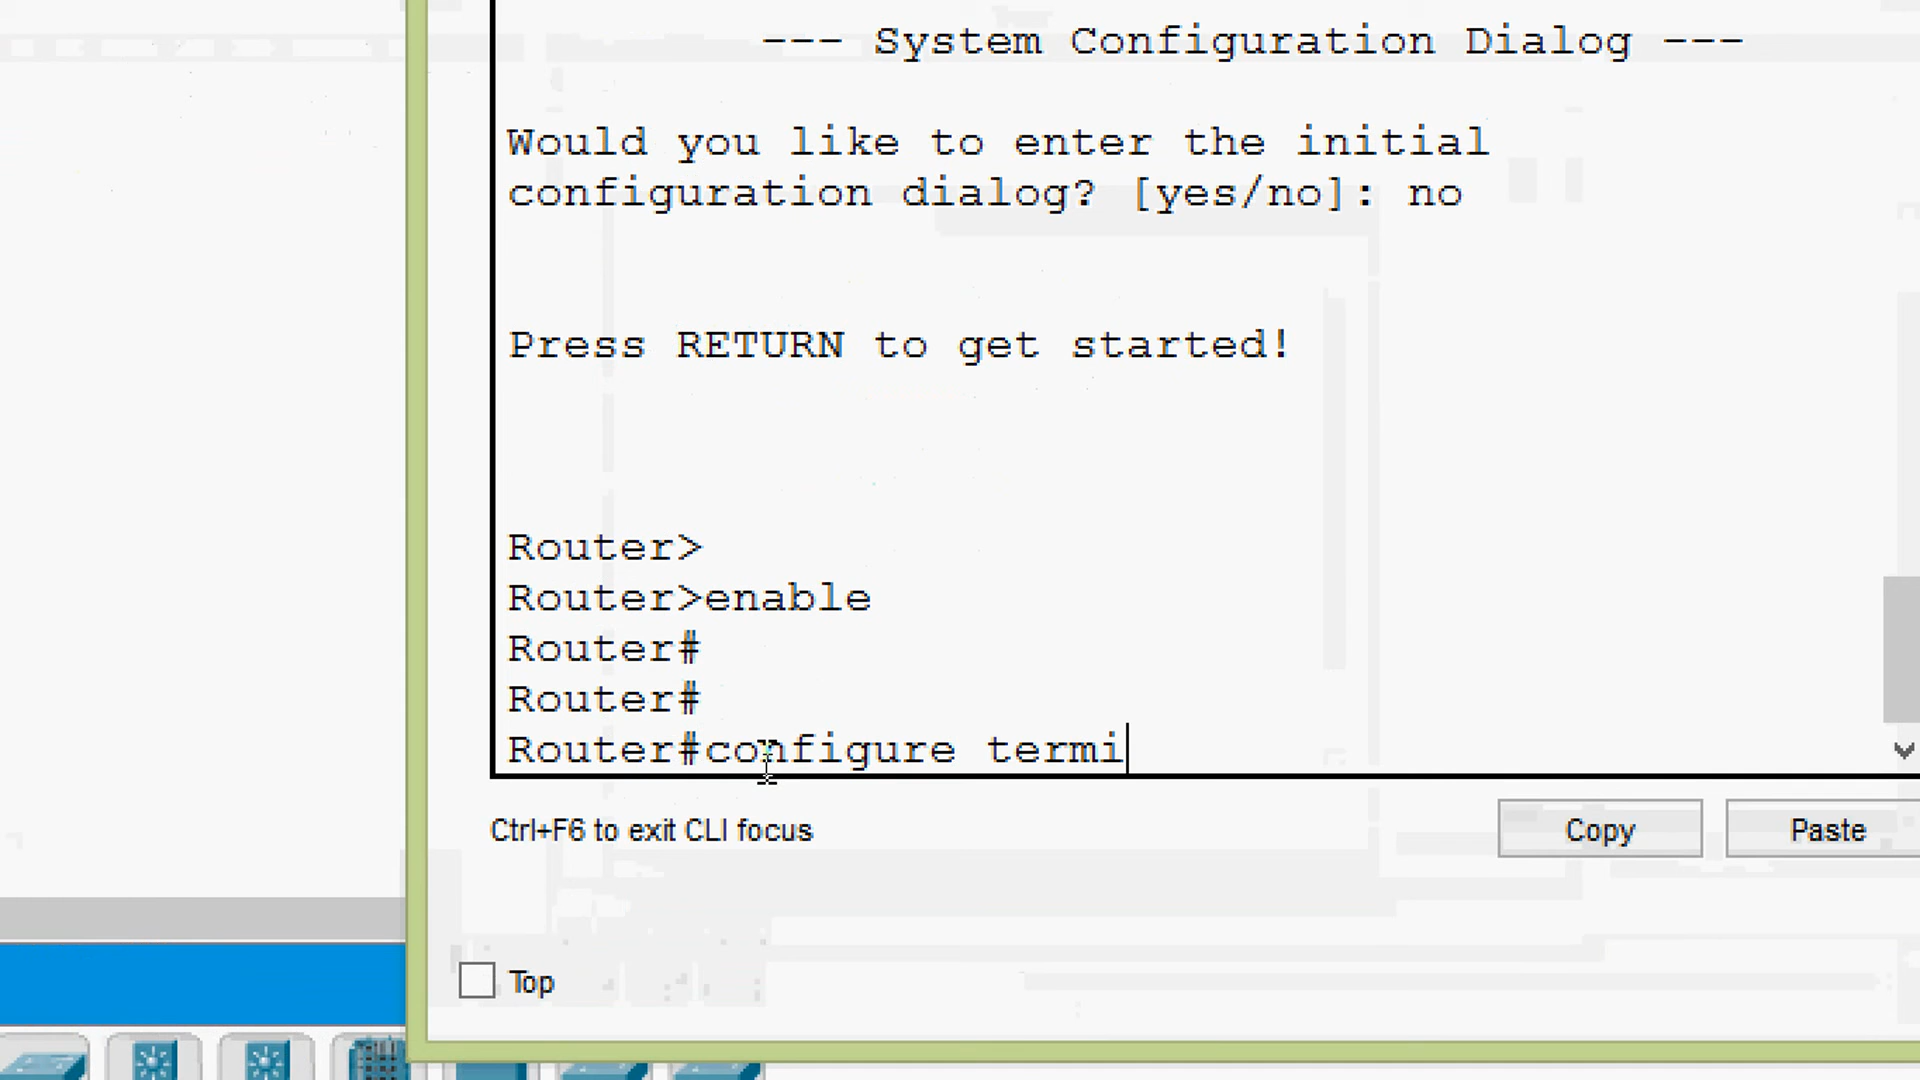 --- System Configuration Dialog ---
Would you like to enter the initial
configuration dialog? [yes/no]: no
Press RETURN to get started!
Router>
Router>enable
Router#
Router#
Router#configure termi
Ctrl+F6 to exit CLI focus
Copy
Paste
Top